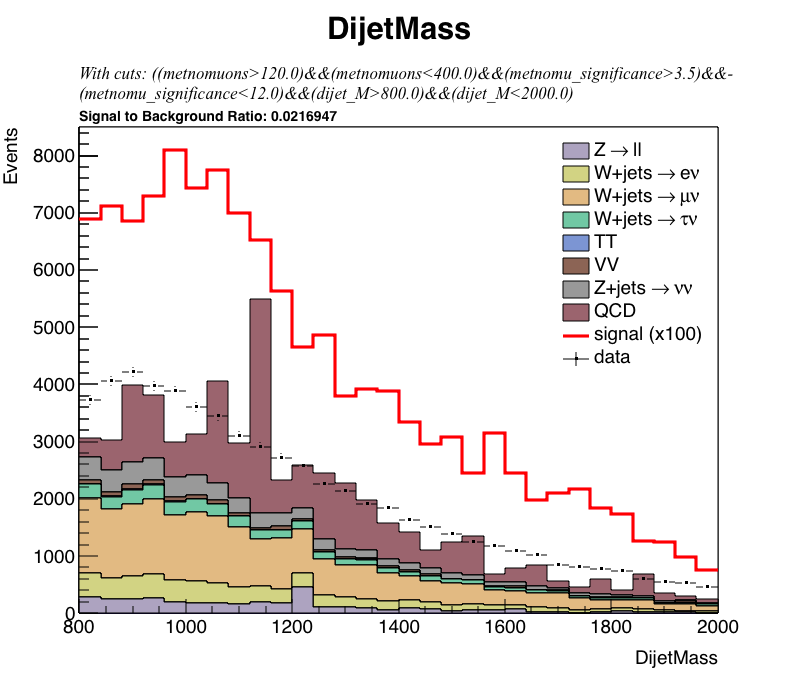 DijetMass
With cuts: ((metnomuons>120.0)&&(metnomuons<400.0)&&(metnomu_significance>3.5)&&-
(metnomu_significance<12.0)&&(dijet_M>800.0)&&(dijet_M<2000.0)
Signal to Background Ratio: 0.0216947
Events
8000
7000
6000
5000
4000
3000
2000
1000
0
Z → ll
W+jets → eν
W+jets → μν
W+jets → τν
TT
VV
Z+jets → νν
QCD
signal (x100)
data
800 1000 1200 1400 1600 1800 2000
DijetMass